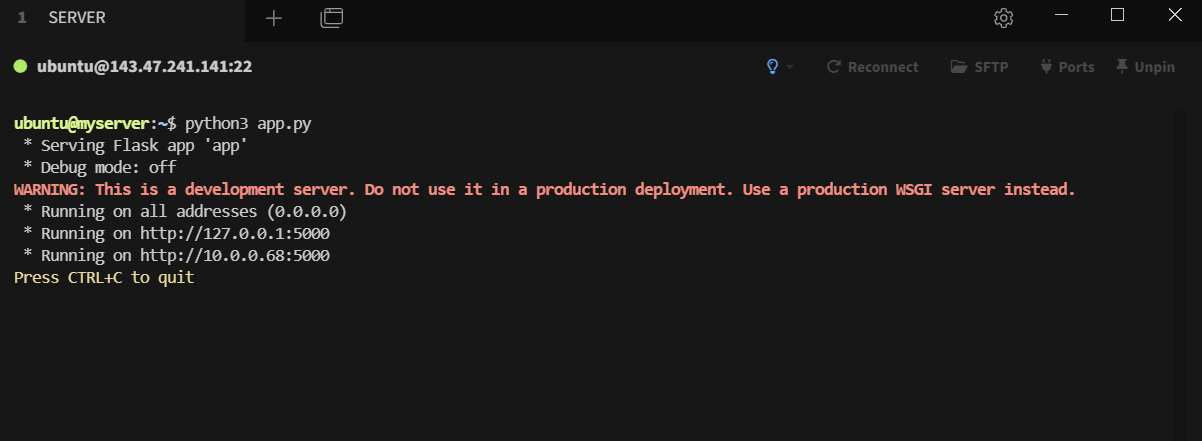 1 SERVER
ubuntu@143.47.241.141:22 Reconnect SFTP Ports Unpin
ubuntu@myserver:~$ python3 app.py
 * Serving Flask app 'app'
 * Debug mode: off
WARNING: This is a development server. Do not use it in a production deployment. Use a production WSGI server instead.
 * Running on all addresses (0.0.0.0)
 * Running on http://127.0.0.1:5000
 * Running on http://10.0.0.68:5000
Press CTRL+C to quit